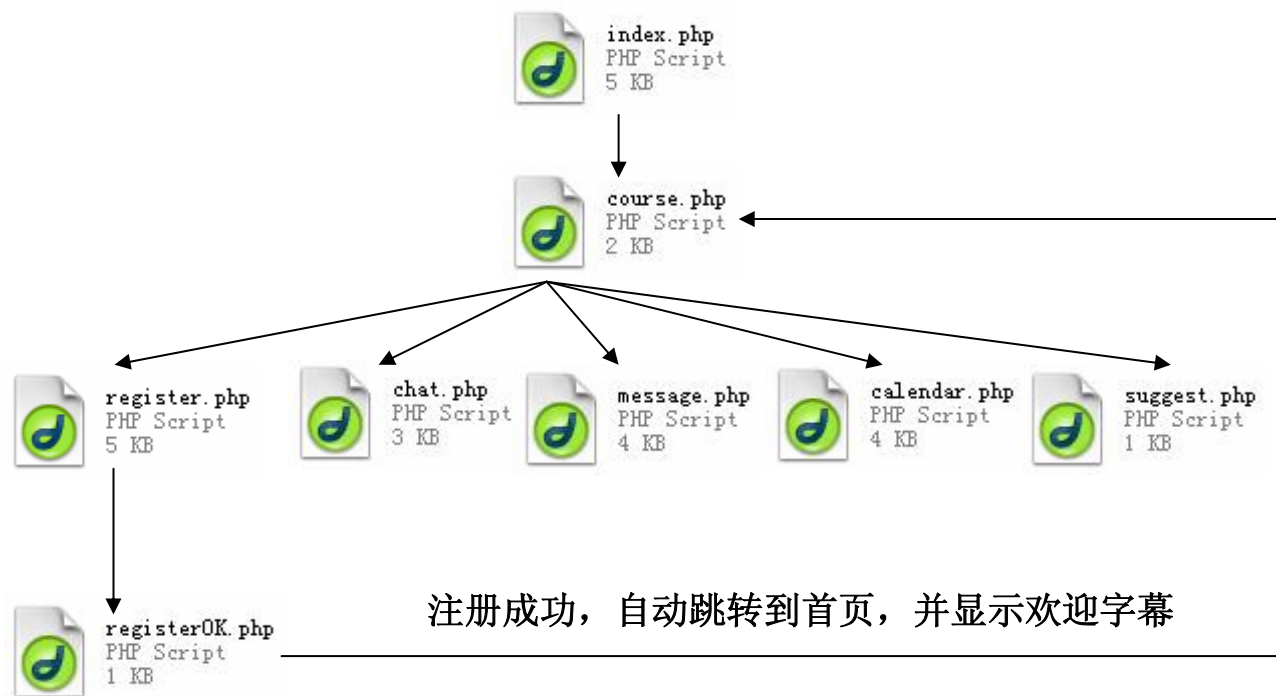 index.php
PHP Script
5 KB
course.php
PHP Script
2 KB
register.php
PHP Script
5 KB
chat.php
PHP Script
3 KB
message.php
PHP Script
4 KB
calendar.php
PHP Script
4 KB
suggest.php
PHP Script
1 KB
注册成功，自动跳转到首页，并显示欢迎字幕
registerOK.php
PHP Script
1 KB